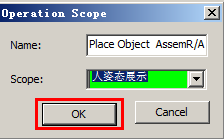 Operation Scope
Name: Place Object AssemR/A
Scope: 人姿态展示
OK Cancel